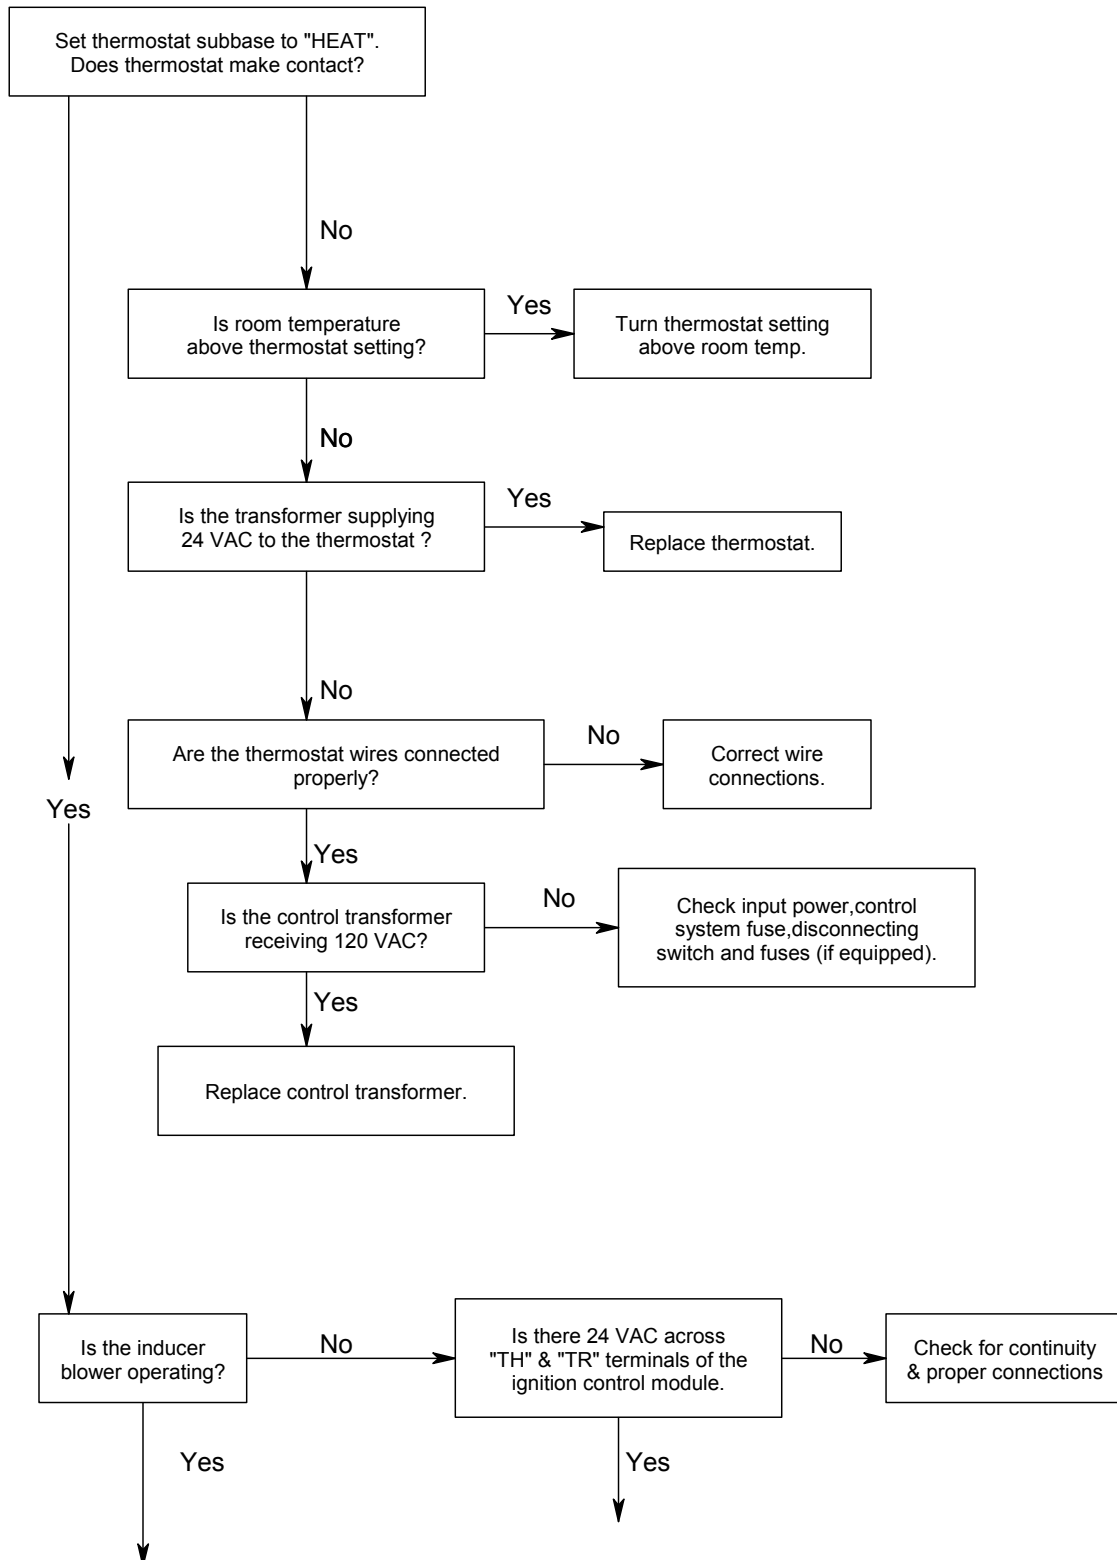 Set thermostat subbase to "HEAT".
Does thermostat make contact?
No
Is room temperature
above thermostat setting?
Yes
Turn thermostat setting
above room temp.
No
Is the transformer supplying
24 VAC to the thermostat ?
Yes
Replace thermostat.
No
Are the thermostat wires connected
properly?
No
Correct wire
connections.
Yes
Yes
Is the control transformer
receiving 120 VAC?
No
Check input power,control
system fuse,disconnecting
switch and fuses (if equipped).
Yes
Replace control transformer.
Is the inducer
blower operating?
No
Is there 24 VAC across
"TH" & "TR" terminals of the
ignition control module.
No
Check for continuity
& proper connections
Yes
Yes